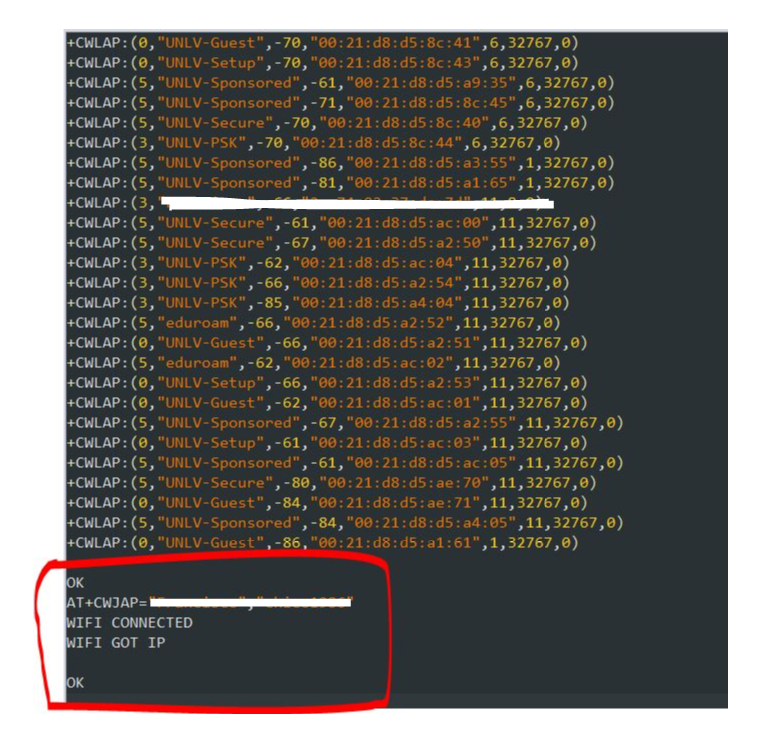 +CWLAP:(0,"UNLV-Guest",-70,"00:21:d8:d5:8c:41",6,32767,0)
+CWLAP:(0,"UNLV-Setup",-70,"00:21:d8:d5:8c:43",6,32767,0)
+CWLAP:(5,"UNLV-Sponsored",-61,"00:21:d8:d5:a9:35",6,32767,0)
+CWLAP:(5,"UNLV-Sponsored",-71,"00:21:d8:d5:8c:45",6,32767,0)
+CWLAP:(5,"UNLV-Secure",-70,"00:21:d8:d5:8c:40",6,32767,0)
+CWLAP:(3,"UNLV-PSK",-70,"00:21:d8:d5:8c:44",6,32767,0)
+CWLAP:(5,"UNLV-Sponsored",-86,"00:21:d8:d5:a3:55",1,32767,0)
+CWLAP:(5,"UNLV-Sponsored",-81,"00:21:d8:d5:a1:65",1,32767,0)
+CWLAP:(3,
+CWLAP:(5,"UNLV-Secure",-61,"00:21:d8:d5:ac:00",11,32767,0)
+CWLAP:(5,"UNLV-Secure",-67,"00:21:d8:d5:a2:50",11,32767,0)
+CWLAP:(3,"UNLV-PSK",-62,"00:21:d8:d5:ac:04",11,32767,0)
+CWLAP:(3,"UNLV-PSK",-66,"00:21:d8:d5:a2:54",11,32767,0)
+CWLAP:(3,"UNLV-PSK",-85,"00:21:d8:d5:a4:04",11,32767,0)
+CWLAP:(5,"eduroam",-66,"00:21:d8:d5:a2:52",11,32767,0)
+CWLAP:(0,"UNLV-Guest",-66,"00:21:d8:d5:a2:51",11,32767,0)
+CWLAP:(5,"eduroam",-62,"00:21:d8:d5:ac:02",11,32767,0)
+CWLAP:(0,"UNLV-Setup",-66,"00:21:d8:d5:a2:53",11,32767,0)
+CWLAP:(0,"UNLV-Guest",-62,"00:21:d8:d5:ac:01",11,32767,0)
+CWLAP:(5,"UNLV-Sponsored",-67,"00:21:d8:d5:a2:55",11,32767,0)
+CWLAP:(0,"UNLV-Setup",-61,"00:21:d8:d5:ac:03",11,32767,0)
+CWLAP:(5,"UNLV-Sponsored",-61,"00:21:d8:d5:ac:05",11,32767,0)
+CWLAP:(5,"UNLV-Secure",-80,"00:21:d8:d5:ae:70",11,32767,0)
+CWLAP:(0,"UNLV-Guest",-84,"00:21:d8:d5:ae:71",11,32767,0)
+CWLAP:(5,"UNLV-Sponsored",-84,"00:21:d8:d5:a4:05",11,32767,0)
+CWLAP:(0,"UNLV-Guest",-86,"00:21:d8:d5:a1:61",1,32767,0)
OK
AT+CWJAP=
WIFI CONNECTED
WIFI GOT IP
OK